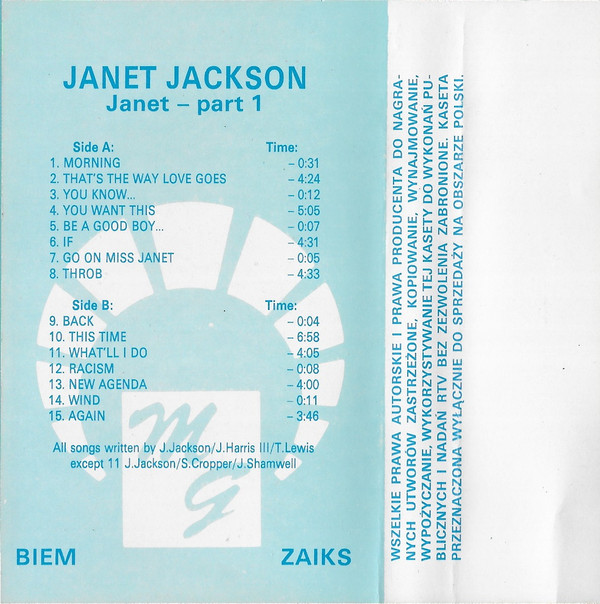 JANET JACKSON
Janet – part 1
Side A: Time:
1. MORNING – 0:31
2. THAT'S THE WAY LOVE GOES – 4:24
3. YOU KNOW... – 0:12
4. YOU WANT THIS – 5:05
5. BE A GOOD BOY... – 0:07
6. IF – 4:31
7. GO ON MISS JANET – 0:05
8. THROB – 4:33
Side B: Time:
9. BACK – 0:04
10. THIS TIME – 6:58
11. WHAT'LL I DO – 4:05
12. RACISM – 0:08
13. NEW AGENDA – 4:00
14. WIND – 0:11
15. AGAIN – 3:46
All songs written by J.Jackson/J.Harris III/T.Lewis
except 11 J.Jackson/S.Cropper/J.Shamwell
MG
BIEM ZAIKS
WSZELKIE PRAWA AUTORSKIE I PRAWA PRODUCENTA DO NAGRA-
NYCH UTWORÓW ZASTRZEŻONE, KOPIOWANIE, WYNAJMOWANIE,
WYPOŻYCZANIE, WYKORZYSTYWANIE TEJ KASETY DO WYKONAŃ PU-
BLICZNYCH I NADAŃ RTV BEZ ZEZWOLENIA ZABRONIONE. KASETA
PRZEZNACZONA WYŁĄCZNIE DO SPRZEDAŻY NA OBSZARZE POLSKI.